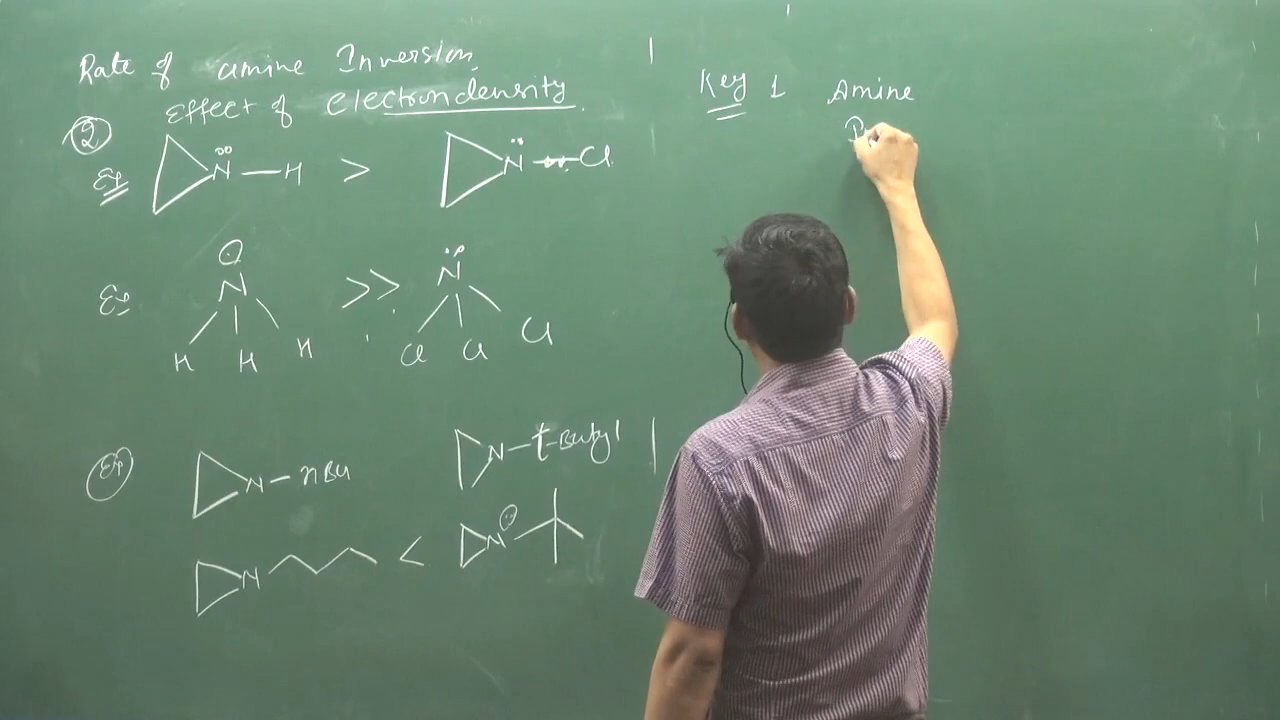 Rate of amine Inversion
Effect of electron density.
2
Ex N — H > N — Cl
Ex N >> N
H H H Cl Cl Cl
Ex N — nBu N — t-Butyl
N < N
Key 1 Amine